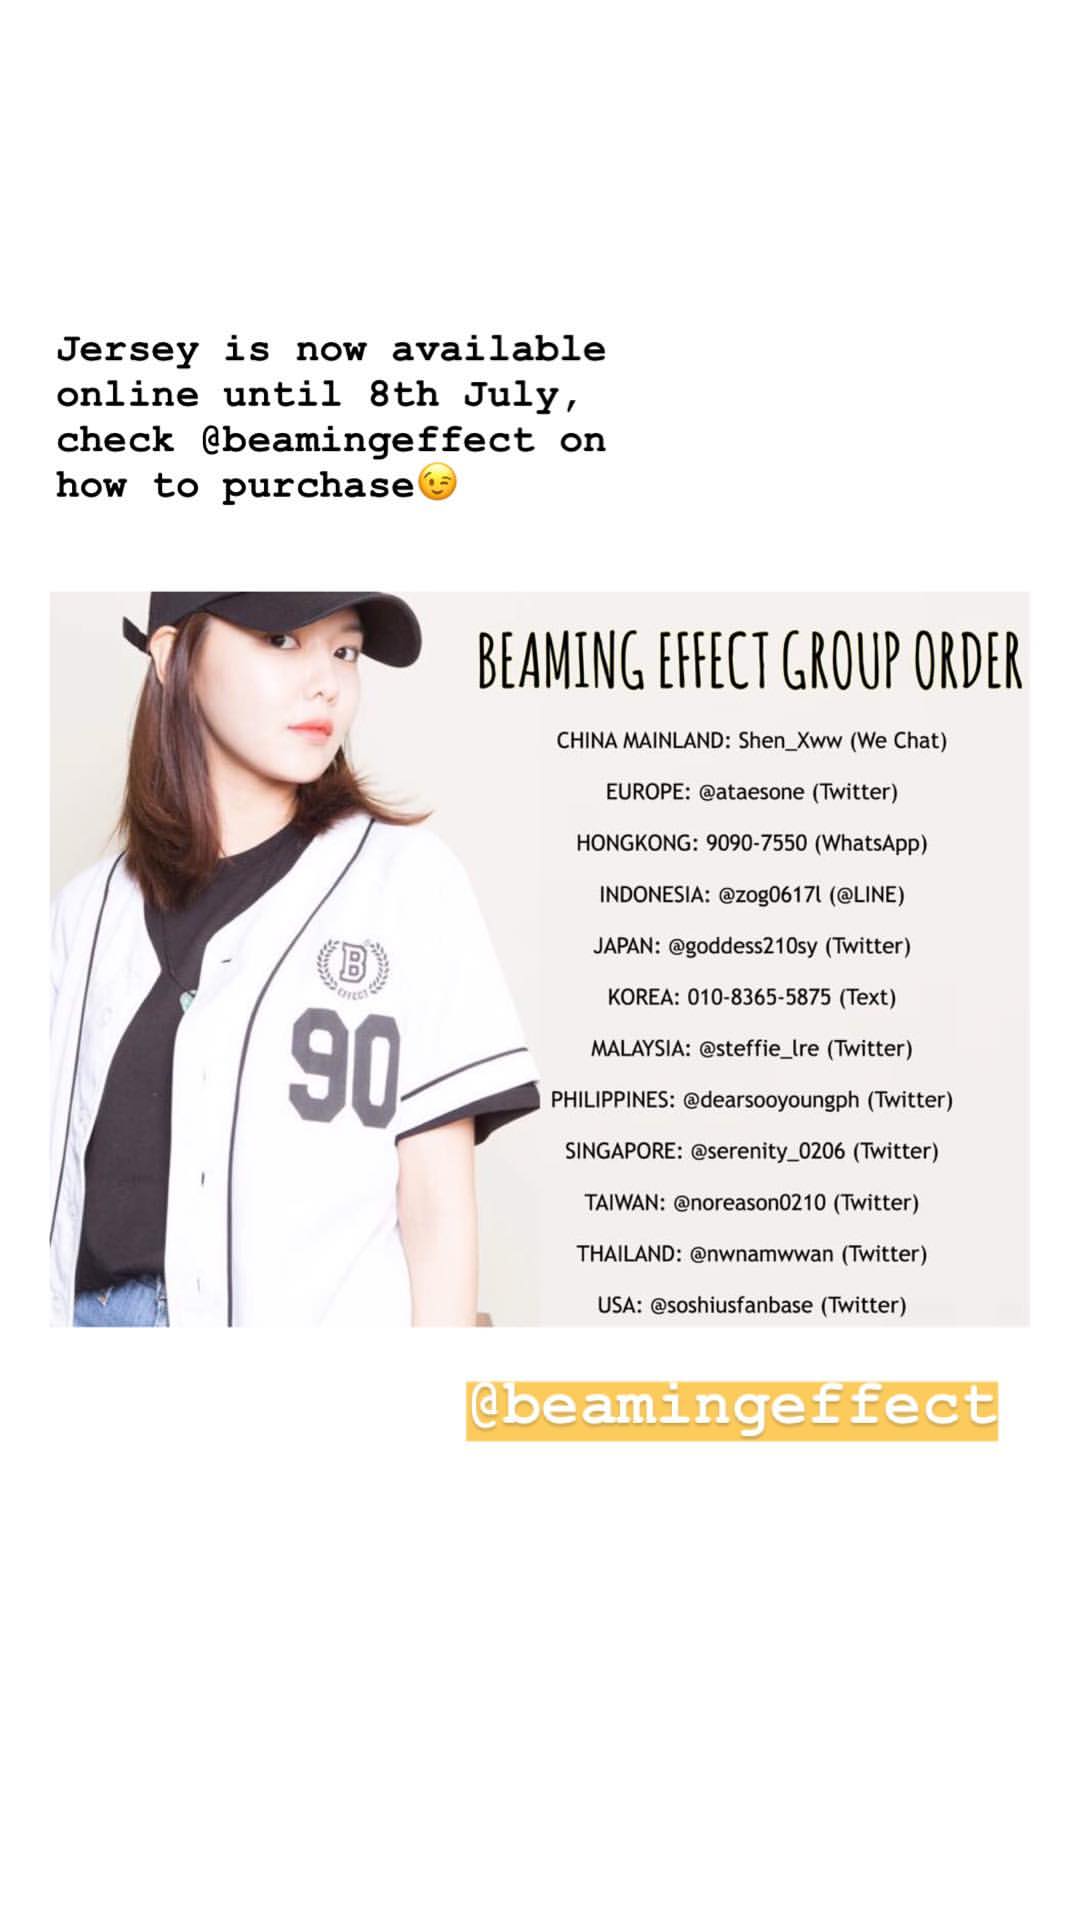 Jersey is now available
online until 8th July,
check @beamingeffect on
how to purchase😉
BEAMING EFFECT GROUP ORDER
CHINA MAINLAND: Shen_Xww (We Chat)
EUROPE: @ataesone (Twitter)
HONGKONG: 9090-7550 (WhatsApp)
INDONESIA: @zog0617l (@LINE)
JAPAN: @goddess210sy (Twitter)
KOREA: 010-8365-5875 (Text)
MALAYSIA: @steffie_lre (Twitter)
PHILIPPINES: @dearsooyoungph (Twitter)
SINGAPORE: @serenity_0206 (Twitter)
TAIWAN: @noreason0210 (Twitter)
THAILAND: @nwnamwwan (Twitter)
USA: @soshiusfanbase (Twitter)
B
EFFECT
90
@beamingeffect